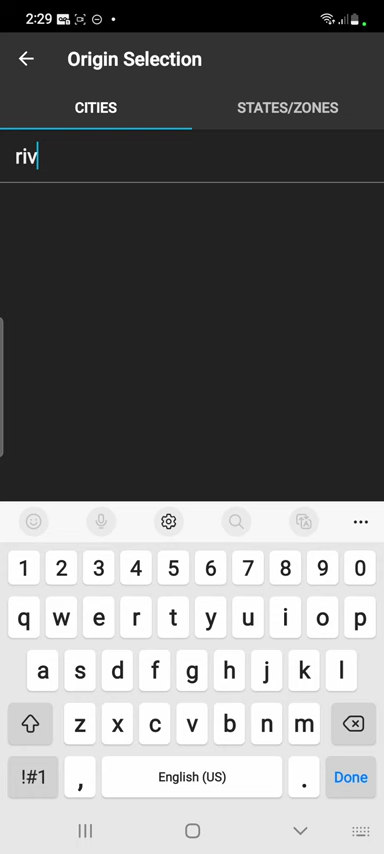 2:29
Origin Selection
CITIES STATES/ZONES
riv
1 2 3 4 5 6 7 8 9 0
q w e r t y u i o p
a s d f g h j k l
z x c v b n m
!#1 , English (US) . Done